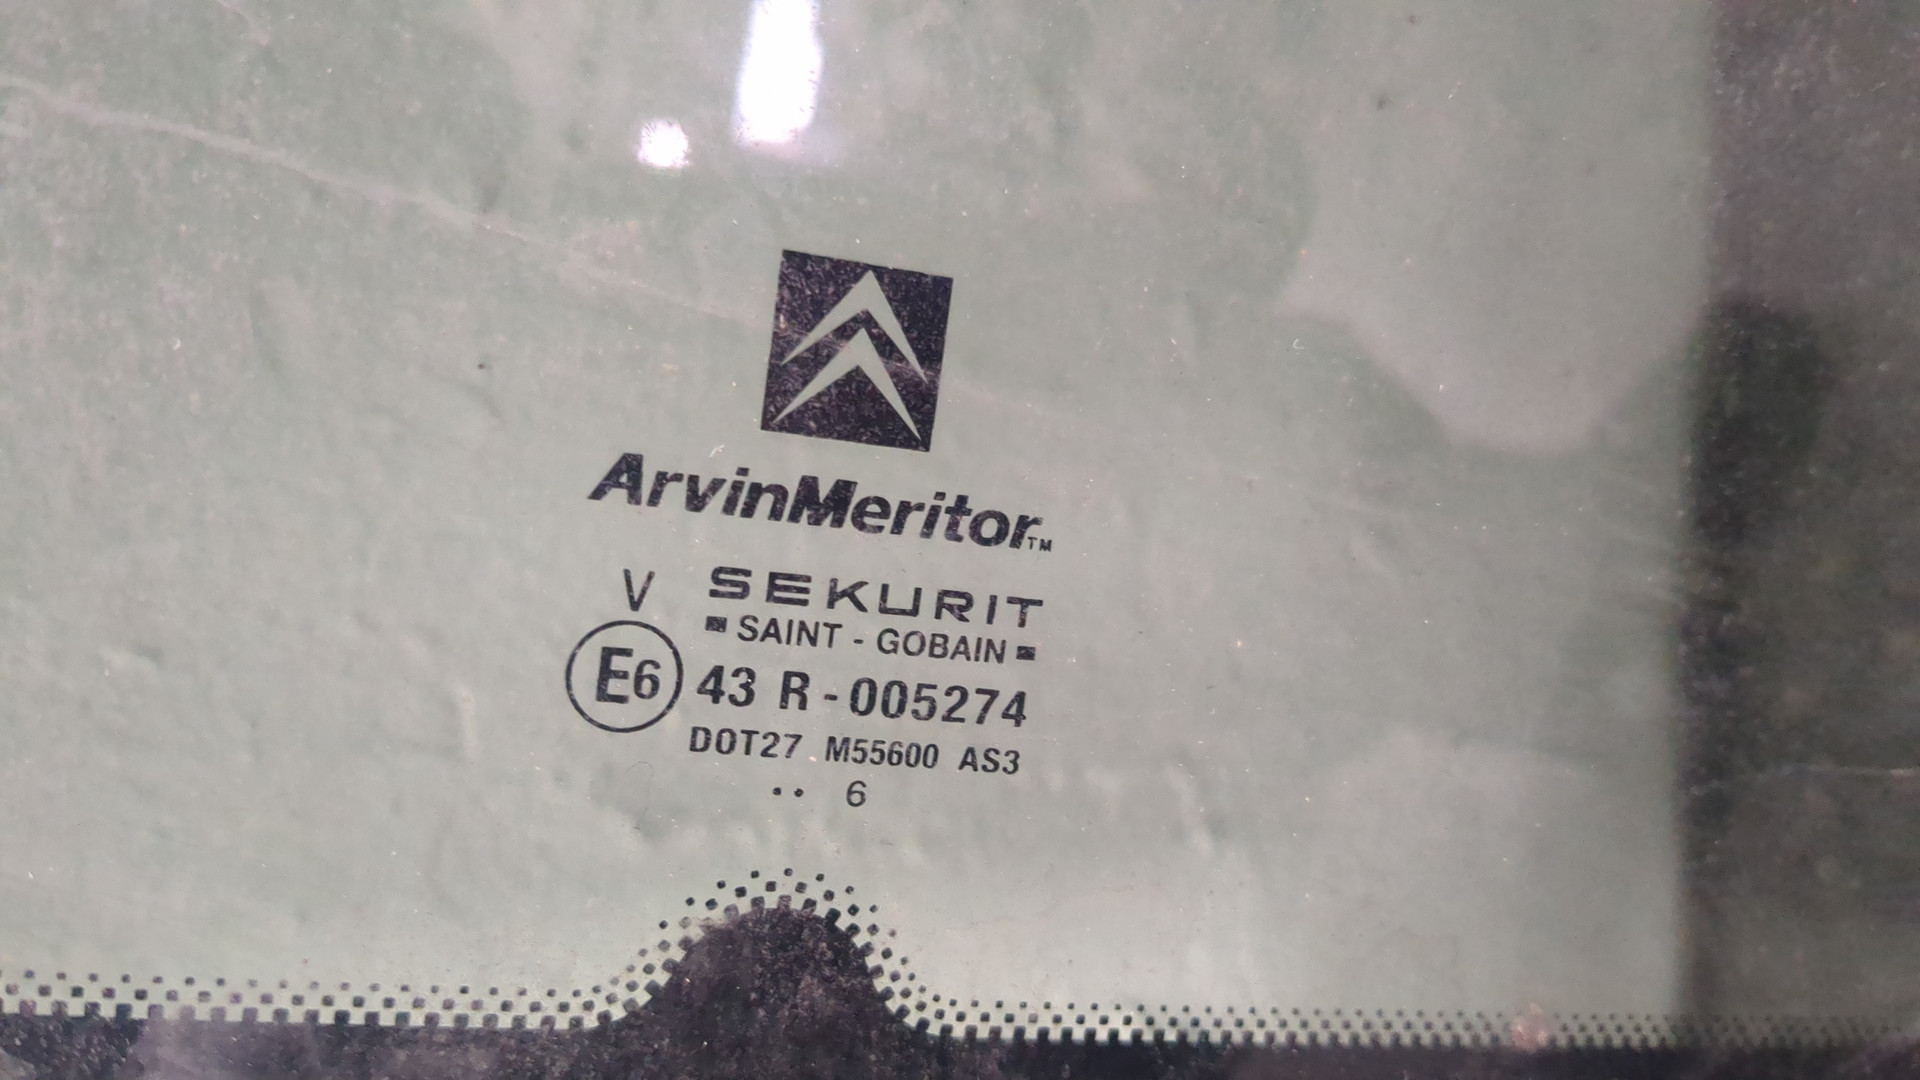 ArvinMeritor™
V SEKURIT
SAINT - GOBAIN
E6 43 R - 005274
DOT27 M55600 AS3
.. 6